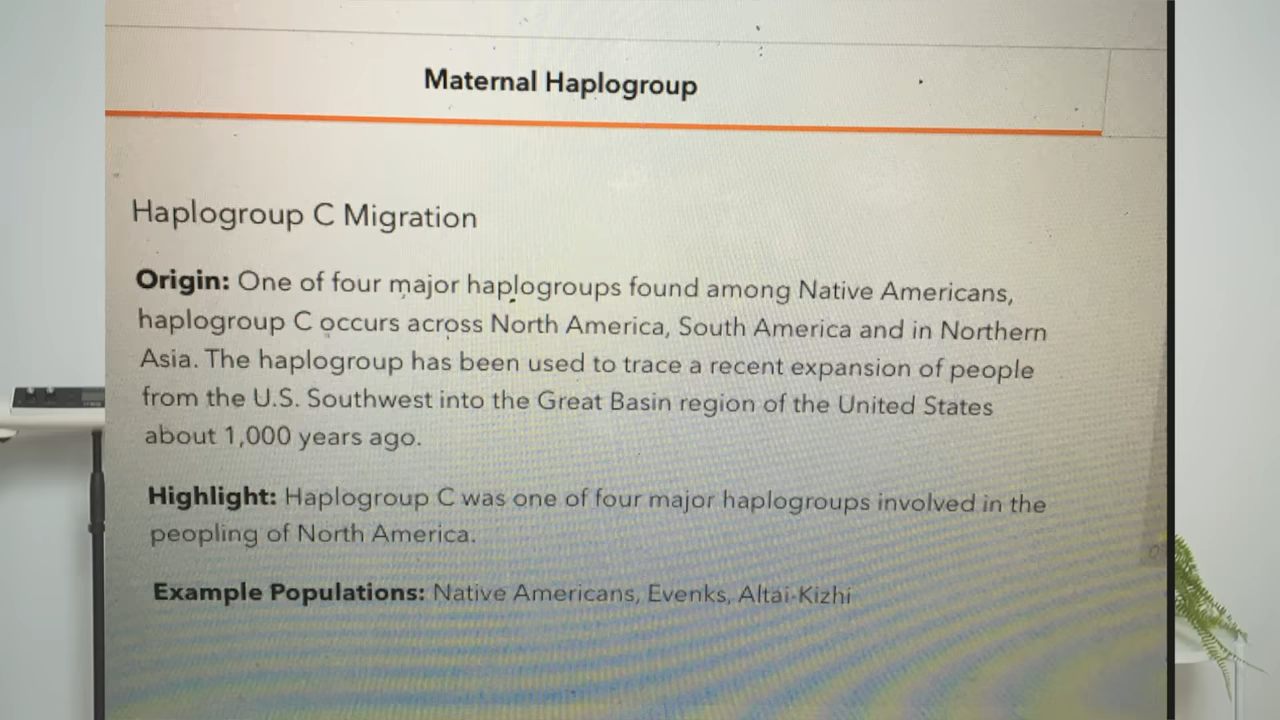 Maternal Haplogroup
Haplogroup C Migration
Origin: One of four major haplogroups found among Native Americans,
haplogroup C occurs across North America, South America and in Northern
Asia. The haplogroup has been used to trace a recent expansion of people
from the U.S. Southwest into the Great Basin region of the United States
about 1,000 years ago.
Highlight: Haplogroup C was one of four major haplogroups involved in the
peopling of North America.
Example Populations: Native Americans, Evenks, Altai-Kizhi